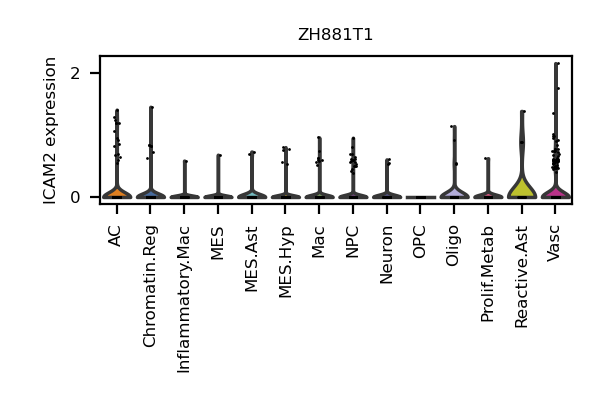 ZH881T1
ICAM2 expression
2
0
AC
Chromatin.Reg
Inflammatory.Mac
MES
MES.Ast
MES.Hyp
Mac
NPC
Neuron
OPC
Oligo
Prolif.Metab
Reactive.Ast
Vasc